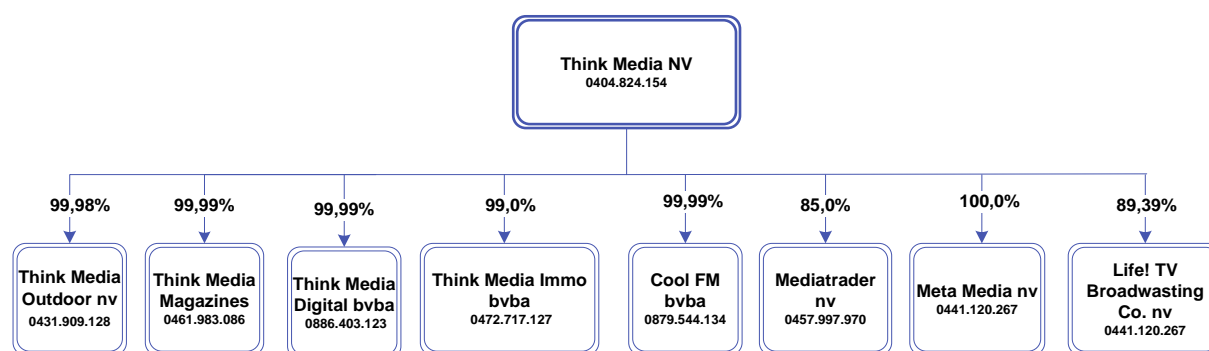 Think Media NV
0404.824.154
99,98%
99,99%
99,99%
99,0%
99,99%
85,0%
100,0%
89,39%
Think Media
Outdoor nv
0431.909.128
Think Media
Magazines
0461.983.086
Think Media
Digital bvba
0886.403.123
Think Media Immo
bvba
0472.717.127
Cool FM
bvba
0879.544.134
Mediatrader
nv
0457.997.970
Meta Media nv
0441.120.267
Life! TV
Broadwasting
Co. nv
0441.120.267